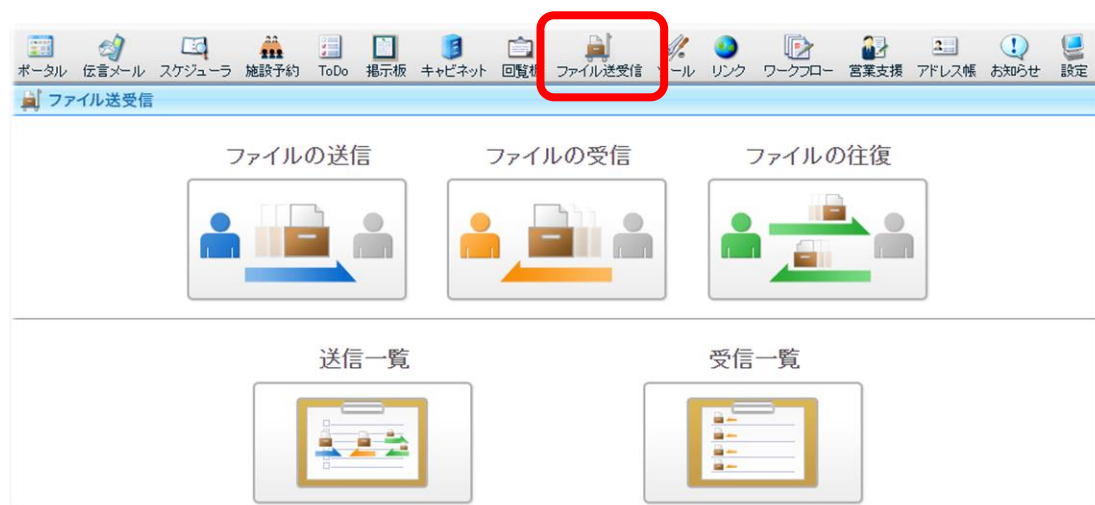 ポータル 伝言メール スケジューラ 施設予約 ToDo 掲示板 キャビネット 回覧板 ファイル送受信 ール リンク ワークフロー 営業支援 アドレス帳 お知らせ 設定
ファイル送受信
ファイルの送信 ファイルの受信 ファイルの往復
送信一覧 受信一覧